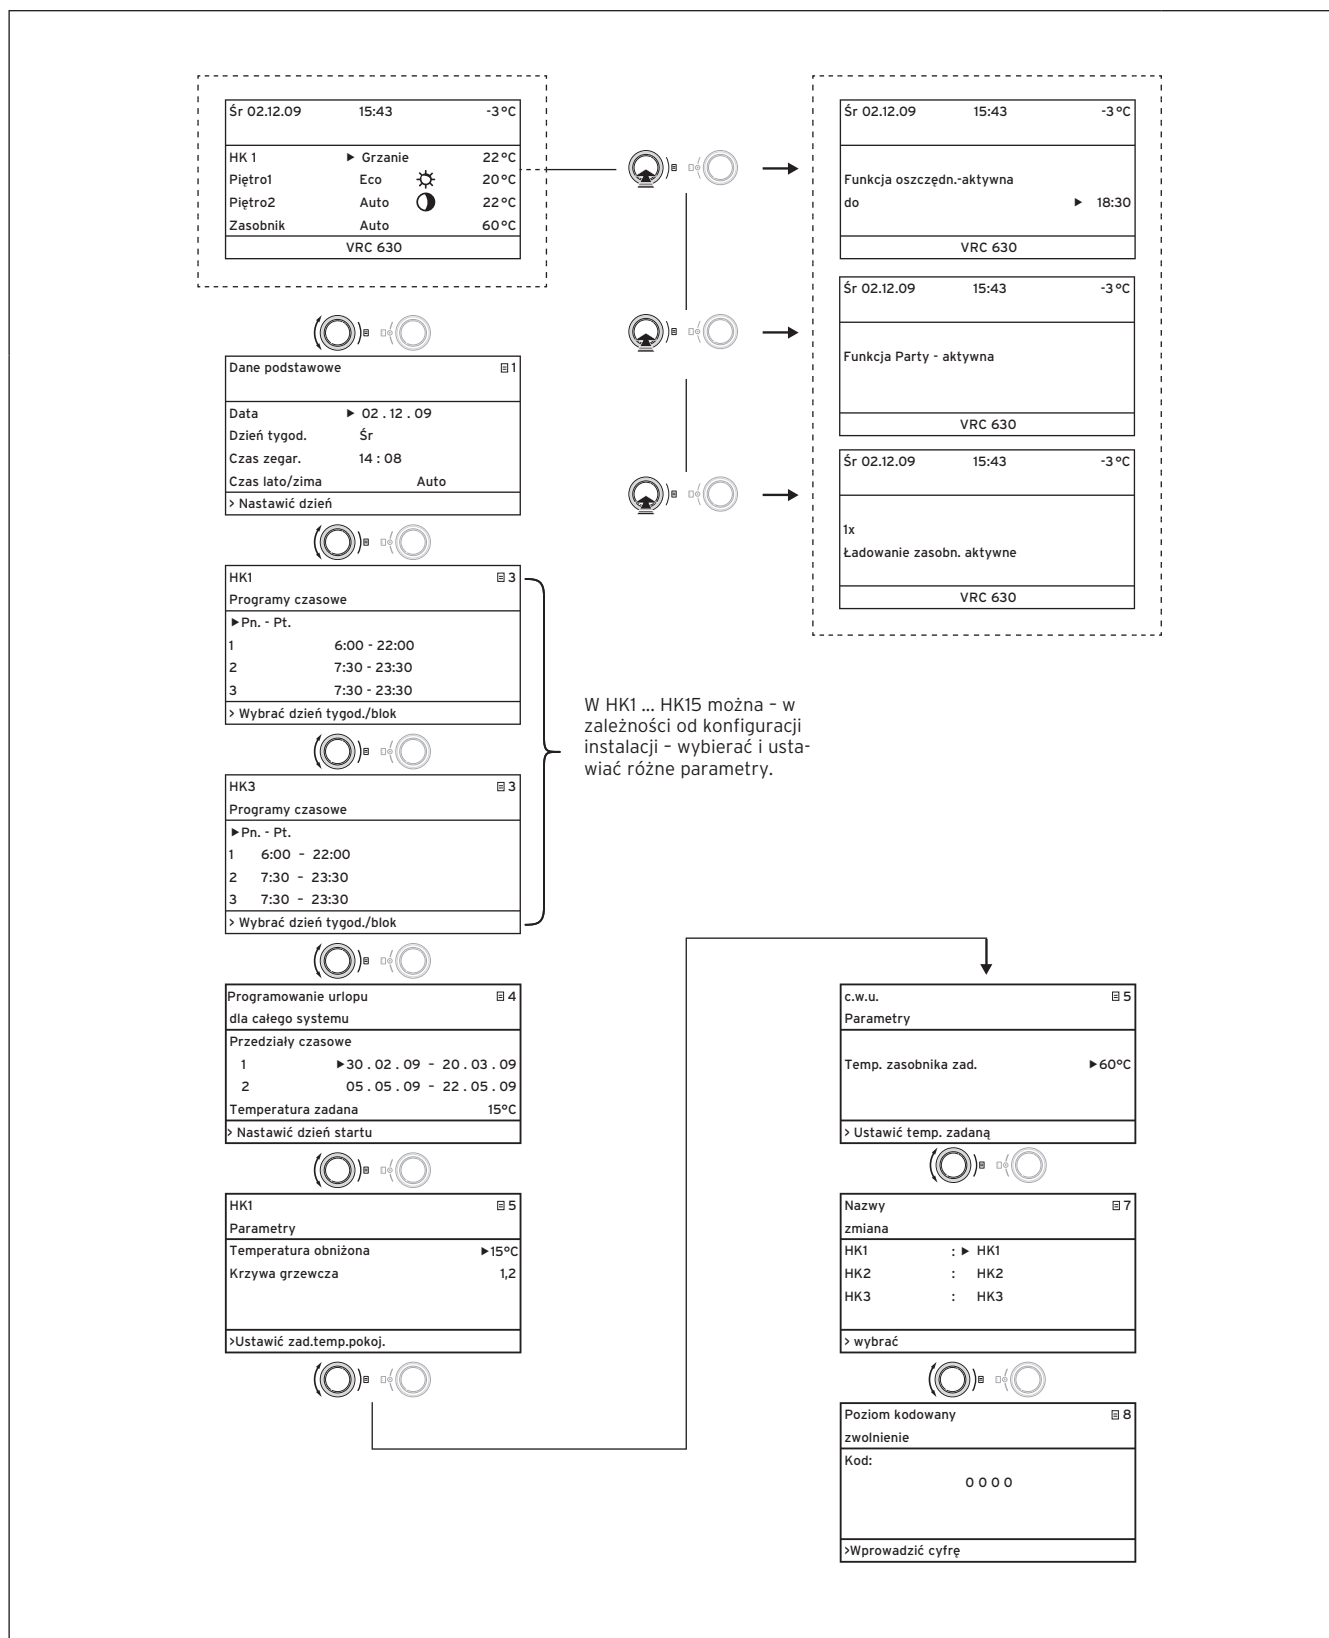 Śr 02.12.09 15:43 -3°C
HK 1 ▶ Grzanie 22°C
Piętro1 Eco 20°C
Piętro2 Auto 22°C
Zasobnik Auto 60°C
VRC 630
Śr 02.12.09 15:43 -3°C
Funkcja oszczędn.-aktywna
do ▶ 18:30
VRC 630
Śr 02.12.09 15:43 -3°C
Funkcja Party - aktywna
VRC 630
Śr 02.12.09 15:43 -3°C
1x
Ładowanie zasobn. aktywne
VRC 630
Dane podstawowe 1
Data ▶ 02 . 12 . 09
Dzień tygod. Śr
Czas zegar. 14 : 08
Czas lato/zima Auto
> Nastawić dzień
HK1 3
Programy czasowe
▶Pn. - Pt.
1 6:00 - 22:00
2 7:30 - 23:30
3 7:30 - 23:30
> Wybrać dzień tygod./blok
HK3 3
Programy czasowe
▶Pn. - Pt.
1 6:00 – 22:00
2 7:30 – 23:30
3 7:30 – 23:30
> Wybrać dzień tygod./blok
W HK1 ... HK15 można – w
zależności od konfiguracji
instalacji – wybierać i usta-
wiać różne parametry.
Programowanie urlopu 4
dla całego systemu
Przedziały czasowe
1 ▶30 . 02 . 09 – 20 . 03 . 09
2 05 . 05 . 09 – 22 . 05 . 09
Temperatura zadana 15°C
> Nastawić dzień startu
HK1 5
Parametry
Temperatura obniżona ▶15°C
Krzywa grzewcza 1,2
>Ustawić zad.temp.pokoj.
c.w.u. 5
Parametry
Temp. zasobnika zad. ▶60°C
> Ustawić temp. zadaną
Nazwy 7
zmiana
HK1 : ▶ HK1
HK2 : HK2
HK3 : HK3
> wybrać
Poziom kodowany 8
zwolnienie
Kod:
0 0 0 0
>Wprowadzić cyfrę